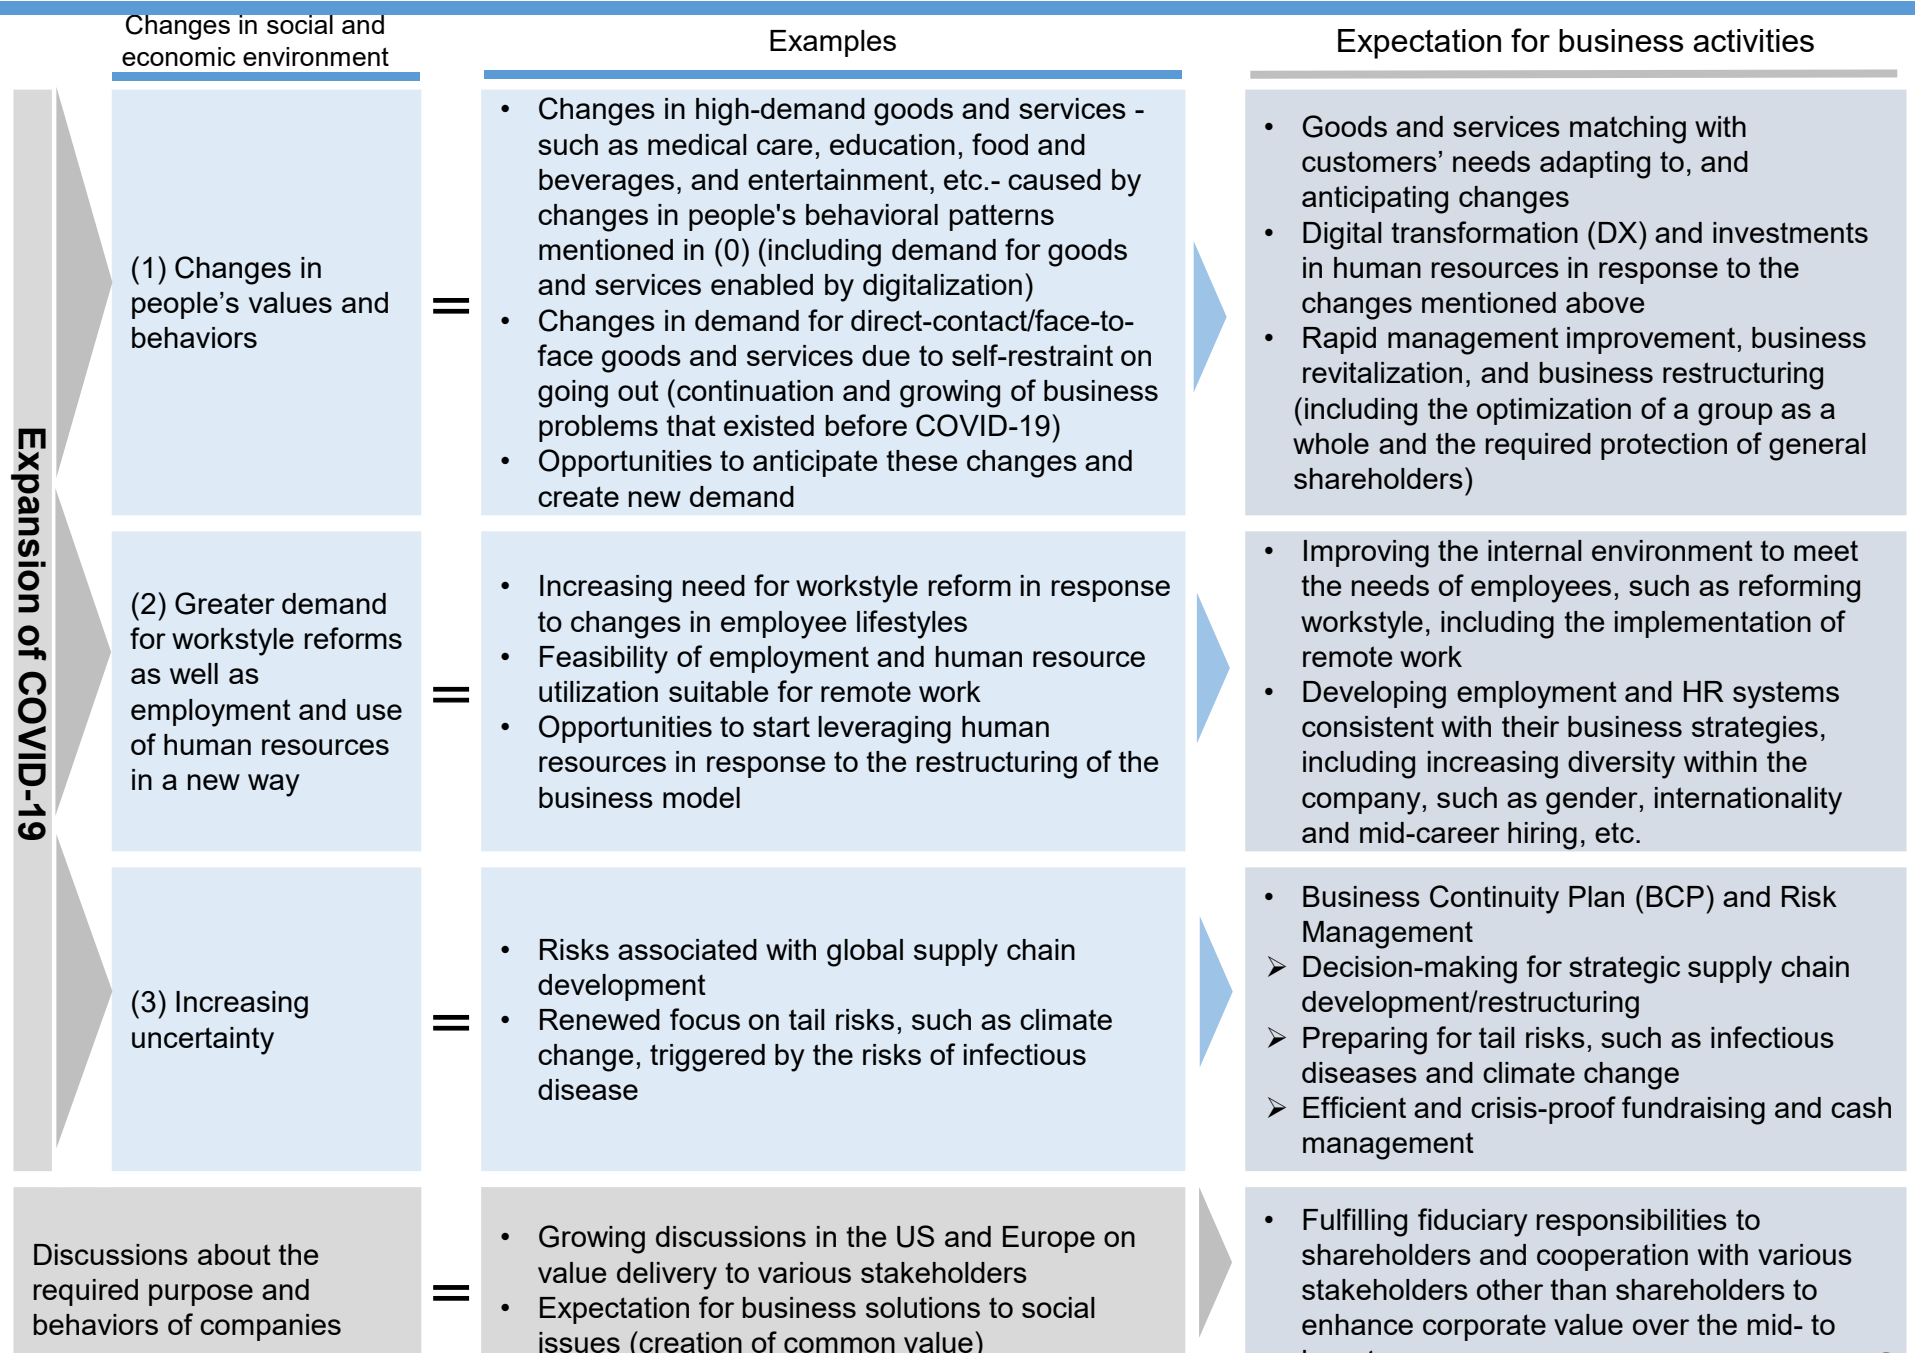 Changes in social and
economic environment
Examples
Expectation for business activities
Expansion of COVID-19
(1) Changes in
people’s values and
behaviors
=
• Changes in high-demand goods and services -
such as medical care, education, food and
beverages, and entertainment, etc.- caused by
changes in people's behavioral patterns
mentioned in (0) (including demand for goods
and services enabled by digitalization)
• Changes in demand for direct-contact/face-to-
face goods and services due to self-restraint on
going out (continuation and growing of business
problems that existed before COVID-19)
• Opportunities to anticipate these changes and
create new demand
• Goods and services matching with
customers’ needs adapting to, and
anticipating changes
• Digital transformation (DX) and investments
in human resources in response to the
changes mentioned above
• Rapid management improvement, business
revitalization, and business restructuring
(including the optimization of a group as a
whole and the required protection of general
shareholders)
(2) Greater demand
for workstyle reforms
as well as
employment and use
of human resources
in a new way
=
• Increasing need for workstyle reform in response
to changes in employee lifestyles
• Feasibility of employment and human resource
utilization suitable for remote work
• Opportunities to start leveraging human
resources in response to the restructuring of the
business model
• Improving the internal environment to meet
the needs of employees, such as reforming
workstyle, including the implementation of
remote work
• Developing employment and HR systems
consistent with their business strategies,
including increasing diversity within the
company, such as gender, internationality
and mid-career hiring, etc.
(3) Increasing
uncertainty
=
• Risks associated with global supply chain
development
• Renewed focus on tail risks, such as climate
change, triggered by the risks of infectious
disease
• Business Continuity Plan (BCP) and Risk
Management
➢ Decision-making for strategic supply chain
development/restructuring
➢ Preparing for tail risks, such as infectious
diseases and climate change
➢ Efficient and crisis-proof fundraising and cash
management
Discussions about the
required purpose and
behaviors of companies
=
• Growing discussions in the US and Europe on
value delivery to various stakeholders
• Expectation for business solutions to social
issues (creation of common value)
• Fulfilling fiduciary responsibilities to
shareholders and cooperation with various
stakeholders other than shareholders to
enhance corporate value over the mid- to